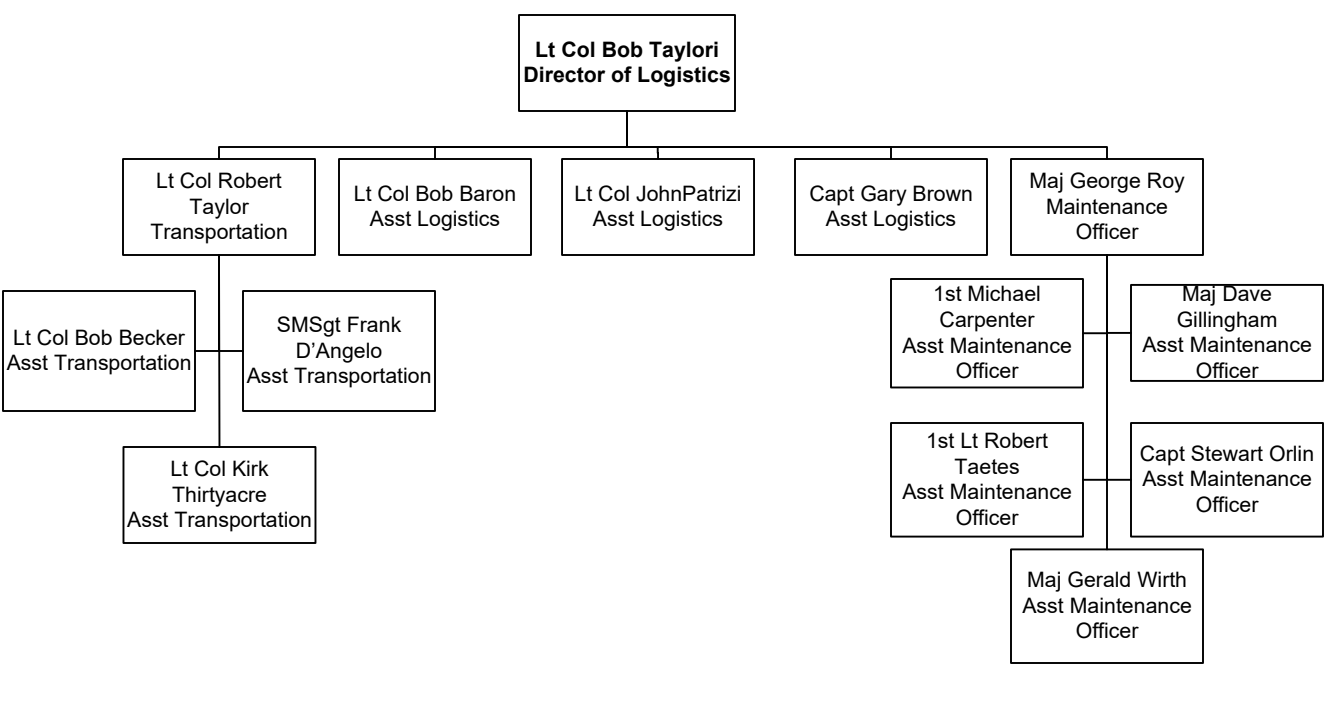 Lt Col Bob Taylori
Director of Logistics
Lt Col Robert
Taylor
Transportation
Lt Col Bob Baron
Asst Logistics
Lt Col JohnPatrizi
Asst Logistics
Capt Gary Brown
Asst Logistics
Maj George Roy
Maintenance
Officer
Lt Col Bob Becker
Asst Transportation
SMSgt Frank
D’Angelo
Asst Transportation
Lt Col Kirk
Thirtyacre
Asst Transportation
1st Michael
Carpenter
Asst Maintenance
Officer
Maj Dave
Gillingham
Asst Maintenance
Officer
1st Lt Robert
Taetes
Asst Maintenance
Officer
Capt Stewart Orlin
Asst Maintenance
Officer
Maj Gerald Wirth
Asst Maintenance
Officer